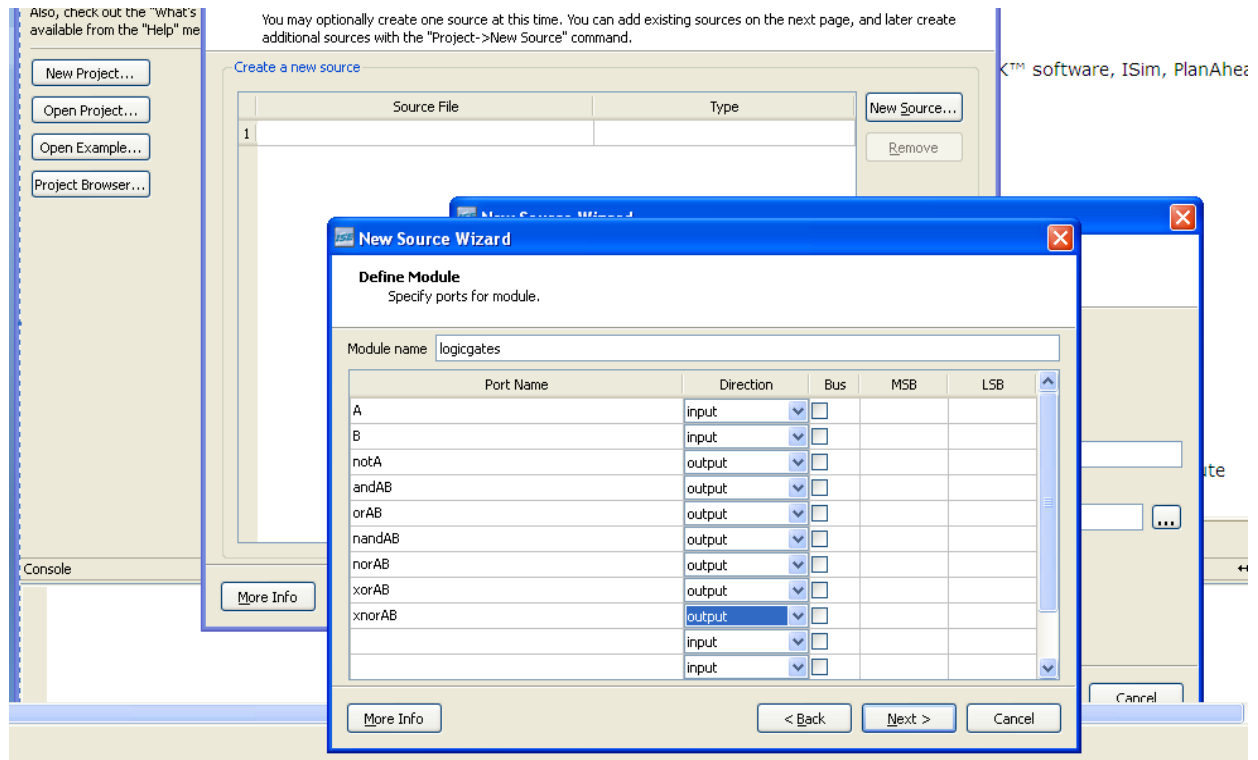 Also, check out the "What's
available from the "Help" me
New Project...
Open Project...
Open Example...
Project Browser...
Console
You may optionally create one source at this time. You can add existing sources on the next page, and later create
additional sources with the "Project->New Source" command.
Create a new source
Source File Type
1
New Source...
Remove
More Info
™ software, ISim, PlanAhea
New Source Wizard
...
Cancel
New Source Wizard
Define Module
Specify ports for module.
Module name logicgates
Port Name Direction Bus MSB LSB
A input
B input
notA output
andAB output
orAB output
nandAB output
norAB output
xorAB output
xnorAB output
input
input
More Info < Back Next > Cancel